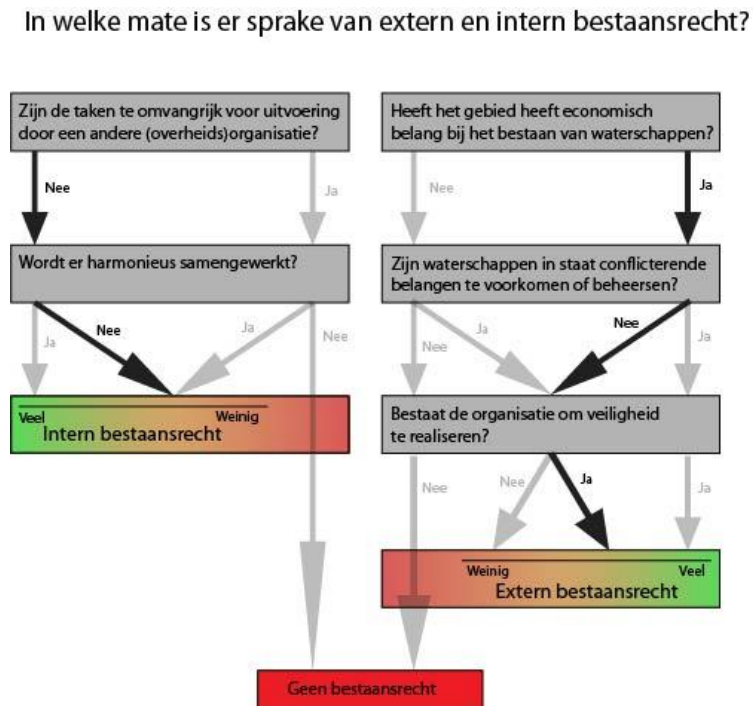 In welke mate is er sprake van extern en intern bestaansrecht?
Zijn de taken te omvangrijk voor uitvoering
door een andere (overheids)organisatie?
Nee
Ja
Wordt er harmonieus samengewerkt?
Ja
Nee
Ja
Nee
Veel
Weinig
Intern bestaansrecht
Heeft het gebied heeft economisch
belang bij het bestaan van waterschappen?
Nee
Ja
Zijn waterschappen in staat conflicterende
belangen te voorkomen of beheersen?
Nee
Ja
Nee
Ja
Bestaat de organisatie om veiligheid
te realiseren?
Nee
Nee
Ja
Ja
Weinig
Veel
Extern bestaansrecht
Geen bestaansrecht